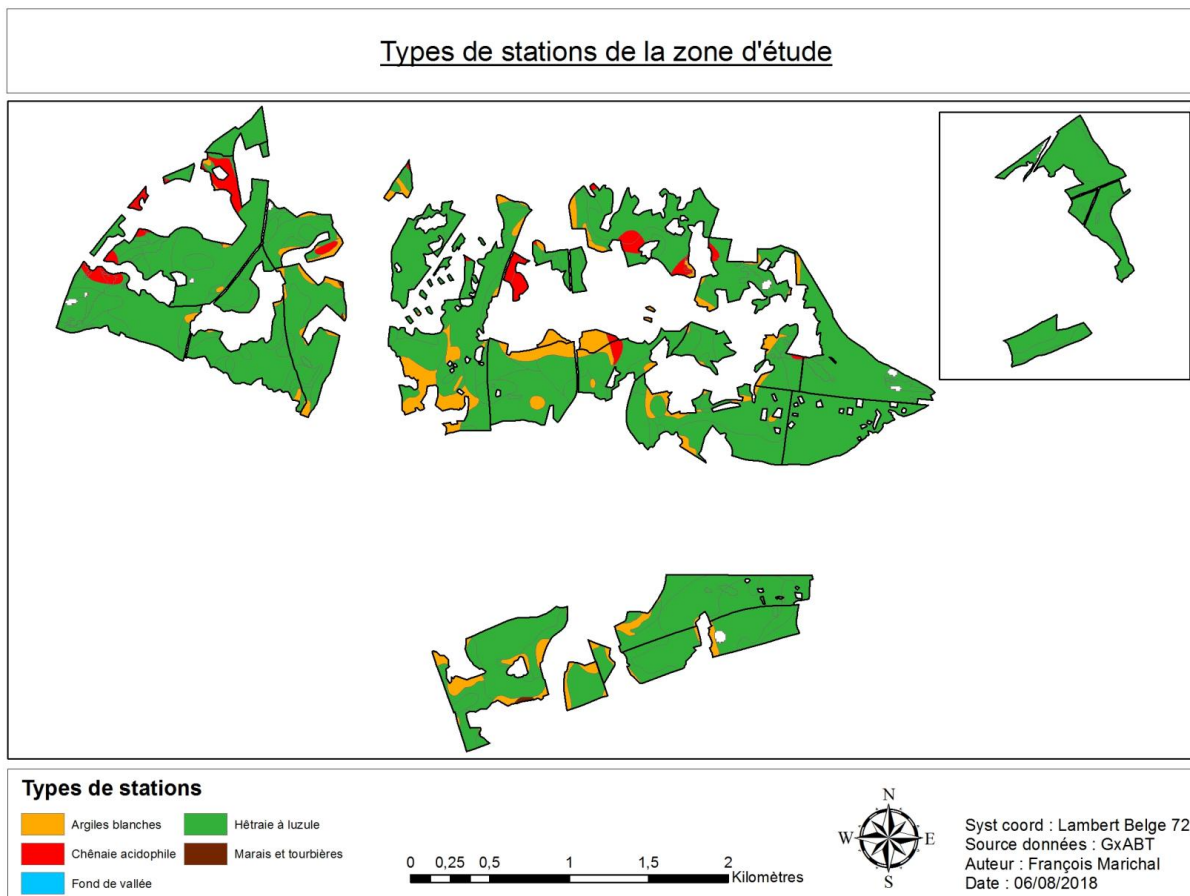 Types de stations de la zone d'étude
Types de stations
Argiles blanches
Hêtraie à luzule
Chênaie acidophile
Marais et tourbières
Fond de vallée
0 0,25 0,5 1 1,5 2
Kilomètres
N
W E
S
Syst coord : Lambert Belge 72
Source données : GxABT
Auteur : François Marichal
Date : 06/08/2018